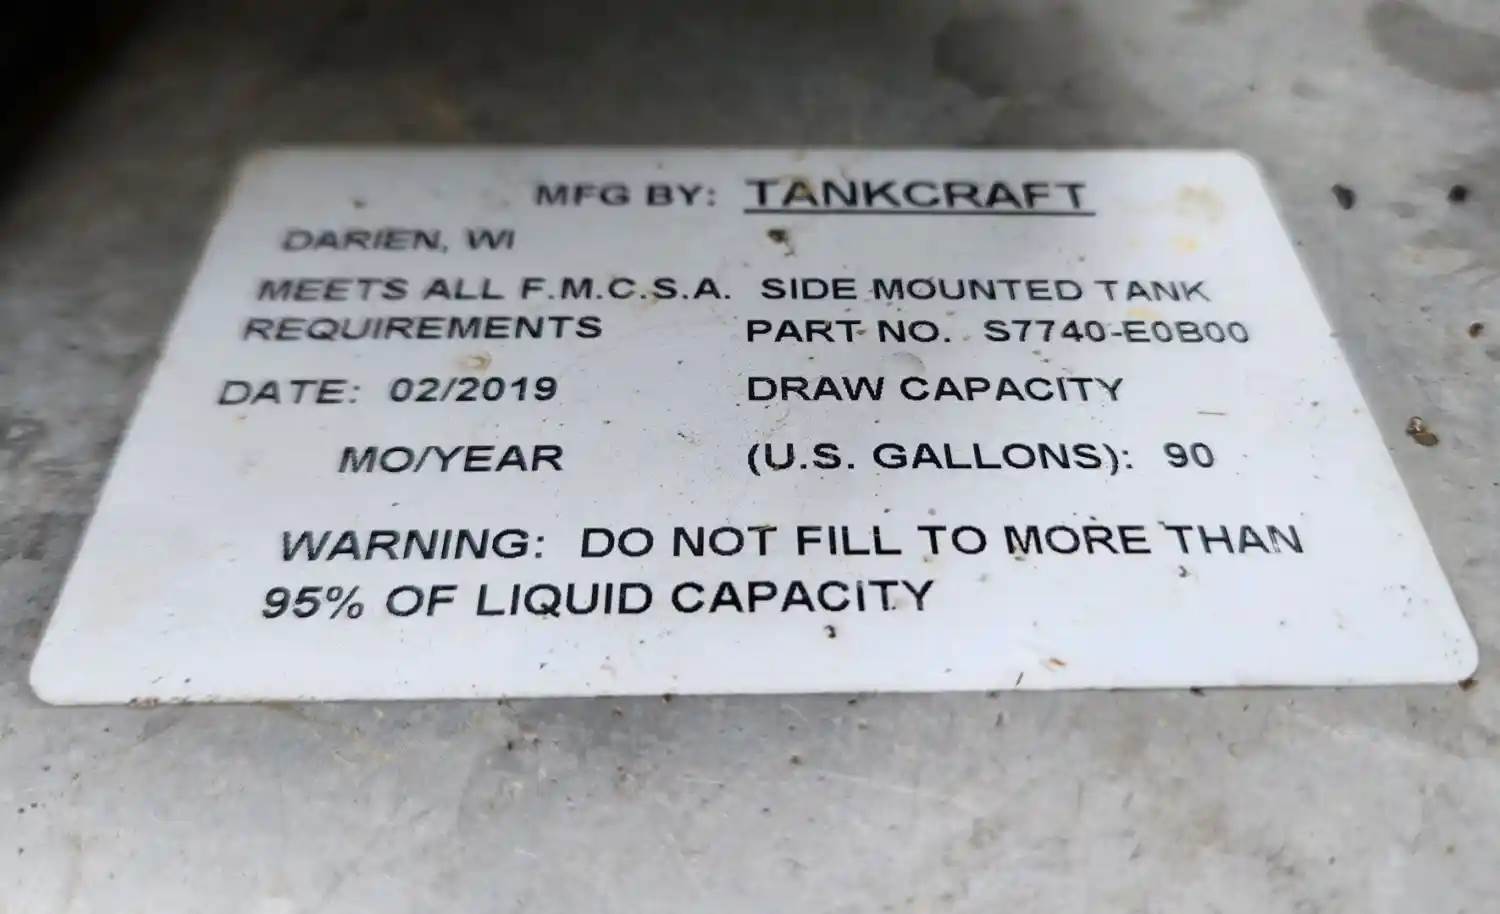 MFG BY: TANKCRAFT
DARIEN, WI
MEETS ALL F.M.C.S.A. SIDE MOUNTED TANK
REQUIREMENTS PART NO. S7740-E0B00
DATE: 02/2019 DRAW CAPACITY
MO/YEAR (U.S. GALLONS): 90
WARNING: DO NOT FILL TO MORE THAN
95% OF LIQUID CAPACITY